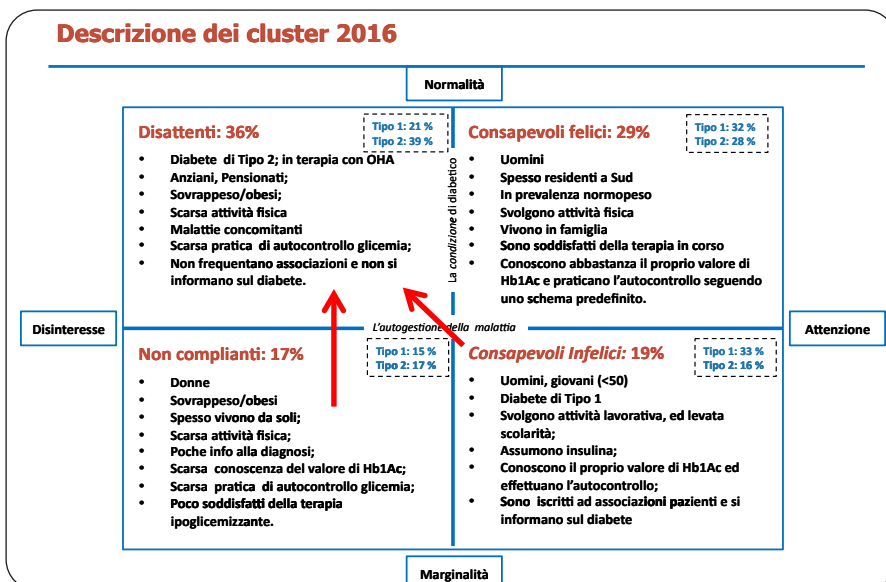 Descrizione dei cluster 2016
Normalità
Disattenti: 36%
Tipo 1: 21 %
Tipo 2: 39 %
• Diabete di Tipo 2; in terapia con OHA
• Anziani, Pensionati;
• Sovrappeso/obesi;
• Scarsa attività fisica
• Malattie concomitanti
• Scarsa pratica di autocontrollo glicemia;
• Non frequentano associazioni e non si
informano sul diabete.
La condizione di diabetico
Consapevoli felici: 29%
Tipo 1: 32 %
Tipo 2: 28 %
• Uomini
• Spesso residenti a Sud
• In prevalenza normopeso
• Svolgono attività fisica
• Vivono in famiglia
• Sono soddisfatti della terapia in corso
• Conoscono abbastanza il proprio valore di
Hb1Ac e praticano l'autocontrollo seguendo
uno schema predefinito.
Disinteresse
L'autogestione della malattia
Attenzione
Non complianti: 17%
Tipo 1: 15 %
Tipo 2: 17 %
• Donne
• Sovrappeso/obesi
• Spesso vivono da soli;
• Scarsa attività fisica;
• Poche info alla diagnosi;
• Scarsa conoscenza del valore di Hb1Ac;
• Scarsa pratica di autocontrollo glicemia;
• Poco soddisfatti della terapia
ipoglicemizzante.
Consapevoli Infelici: 19%
Tipo 1: 33 %
Tipo 2: 16 %
• Uomini, giovani (<50)
• Diabete di Tipo 1
• Svolgono attività lavorativa, ed levata
scolarità;
• Assumono insulina;
• Conoscono il proprio valore di Hb1Ac ed
effettuano l'autocontrollo;
• Sono iscritti ad associazioni pazienti e si
informano sul diabete
Marginalità